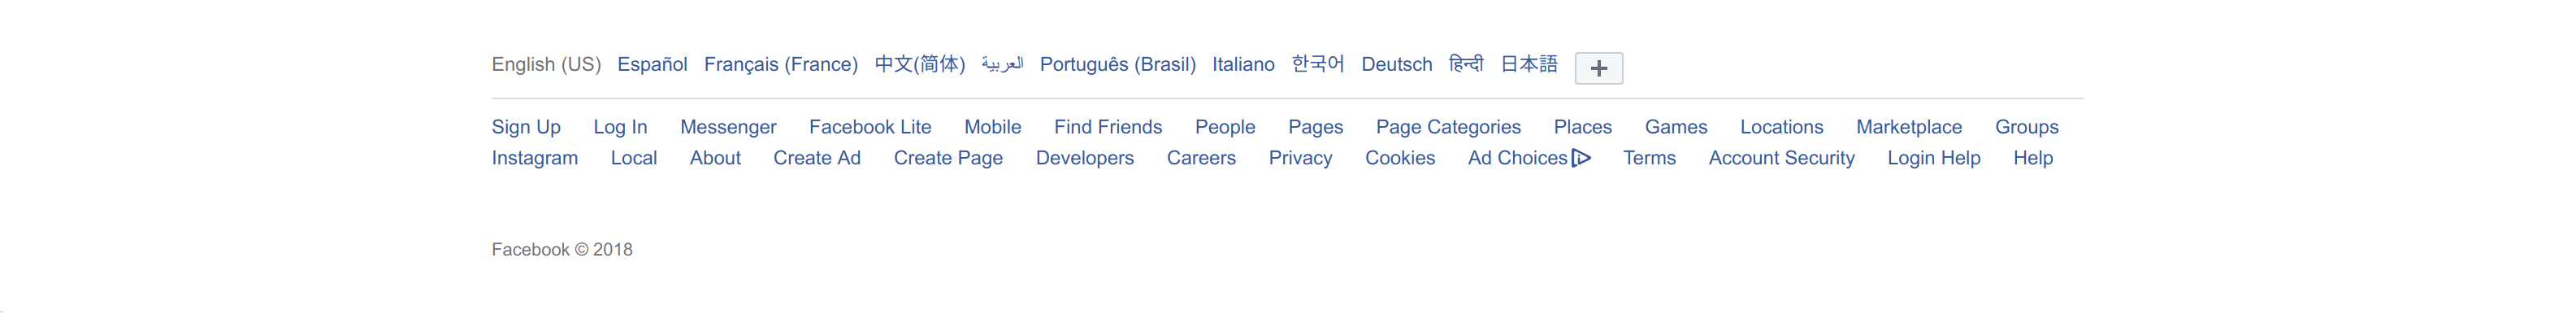 English (US) Español Français (France) 中文(简体) العربية Português (Brasil) Italiano 한국어 Deutsch हिन्दी 日本語 +
Sign Up Log In Messenger Facebook Lite Mobile Find Friends People Pages Page Categories Places Games Locations Marketplace Groups
Instagram Local About Create Ad Create Page Developers Careers Privacy Cookies Ad Choices Terms Account Security Login Help Help
Facebook © 2018